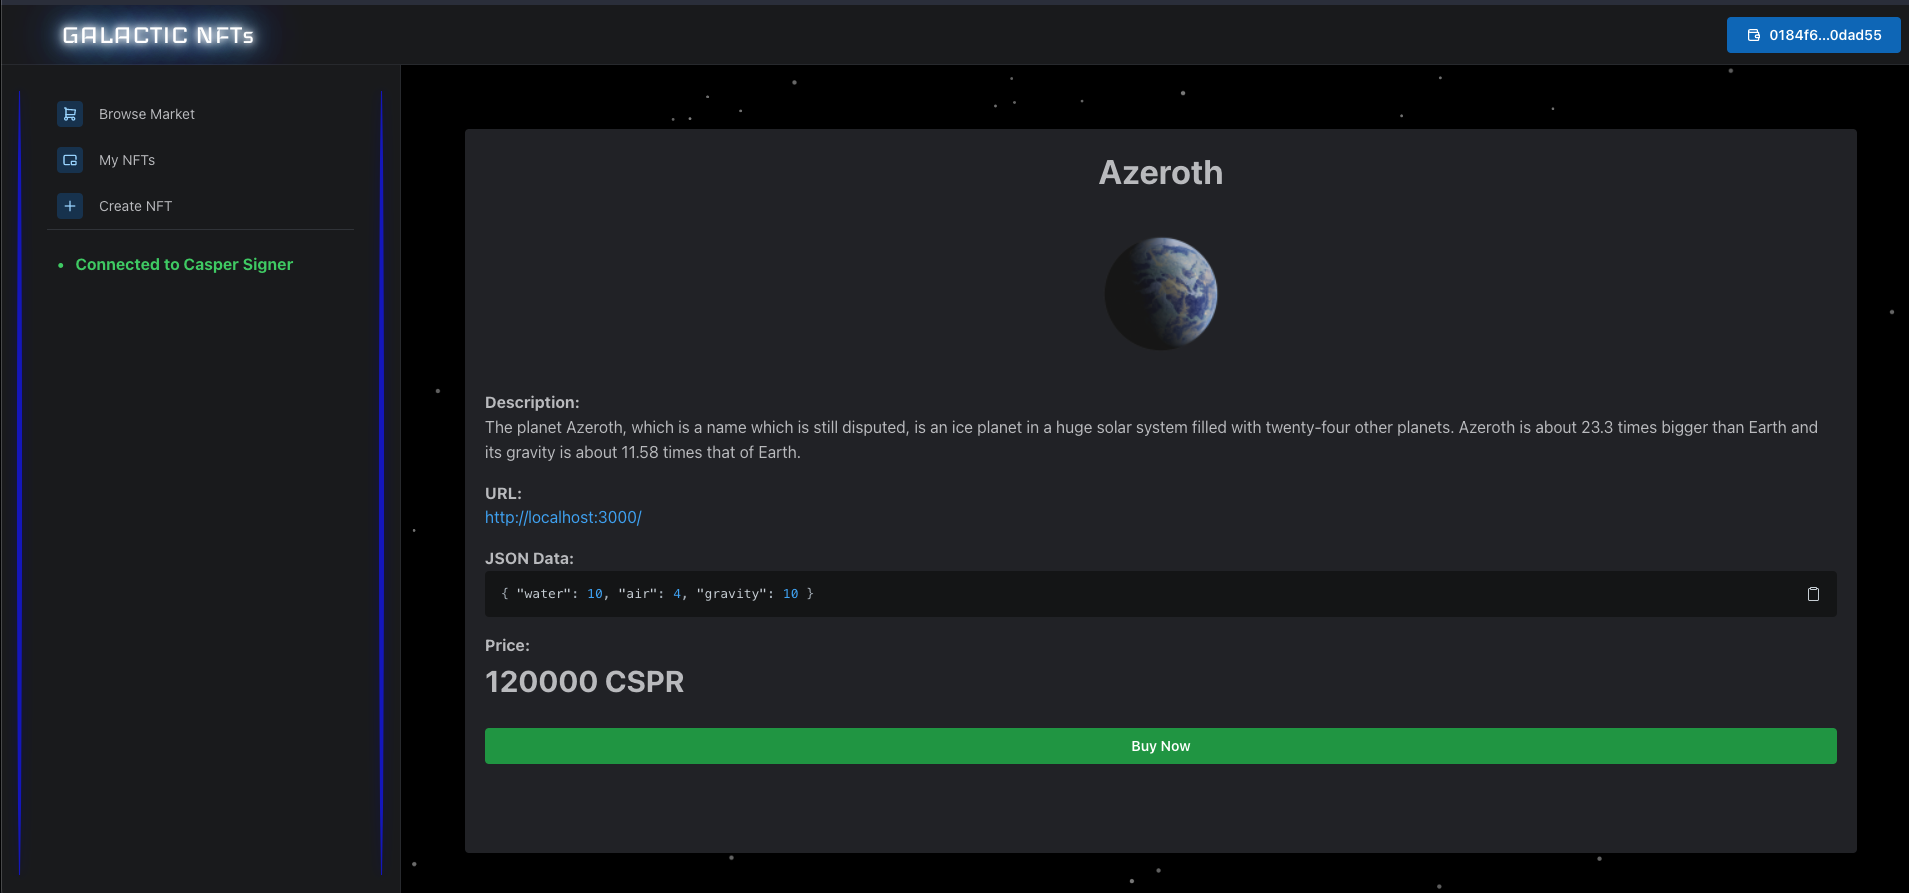 GALACTIC NFTs
0184f6...0dad55
Browse Market
My NFTs
Create NFT
• Connected to Casper Signer
Azeroth
Description:
The planet Azeroth, which is a name which is still disputed, is an ice planet in a huge solar system filled with twenty-four other planets. Azeroth is about 23.3 times bigger than Earth and
its gravity is about 11.58 times that of Earth.
URL:
http://localhost:3000/
JSON Data:
{ "water": 10, "air": 4, "gravity": 10 }
Price:
120000 CSPR
Buy Now